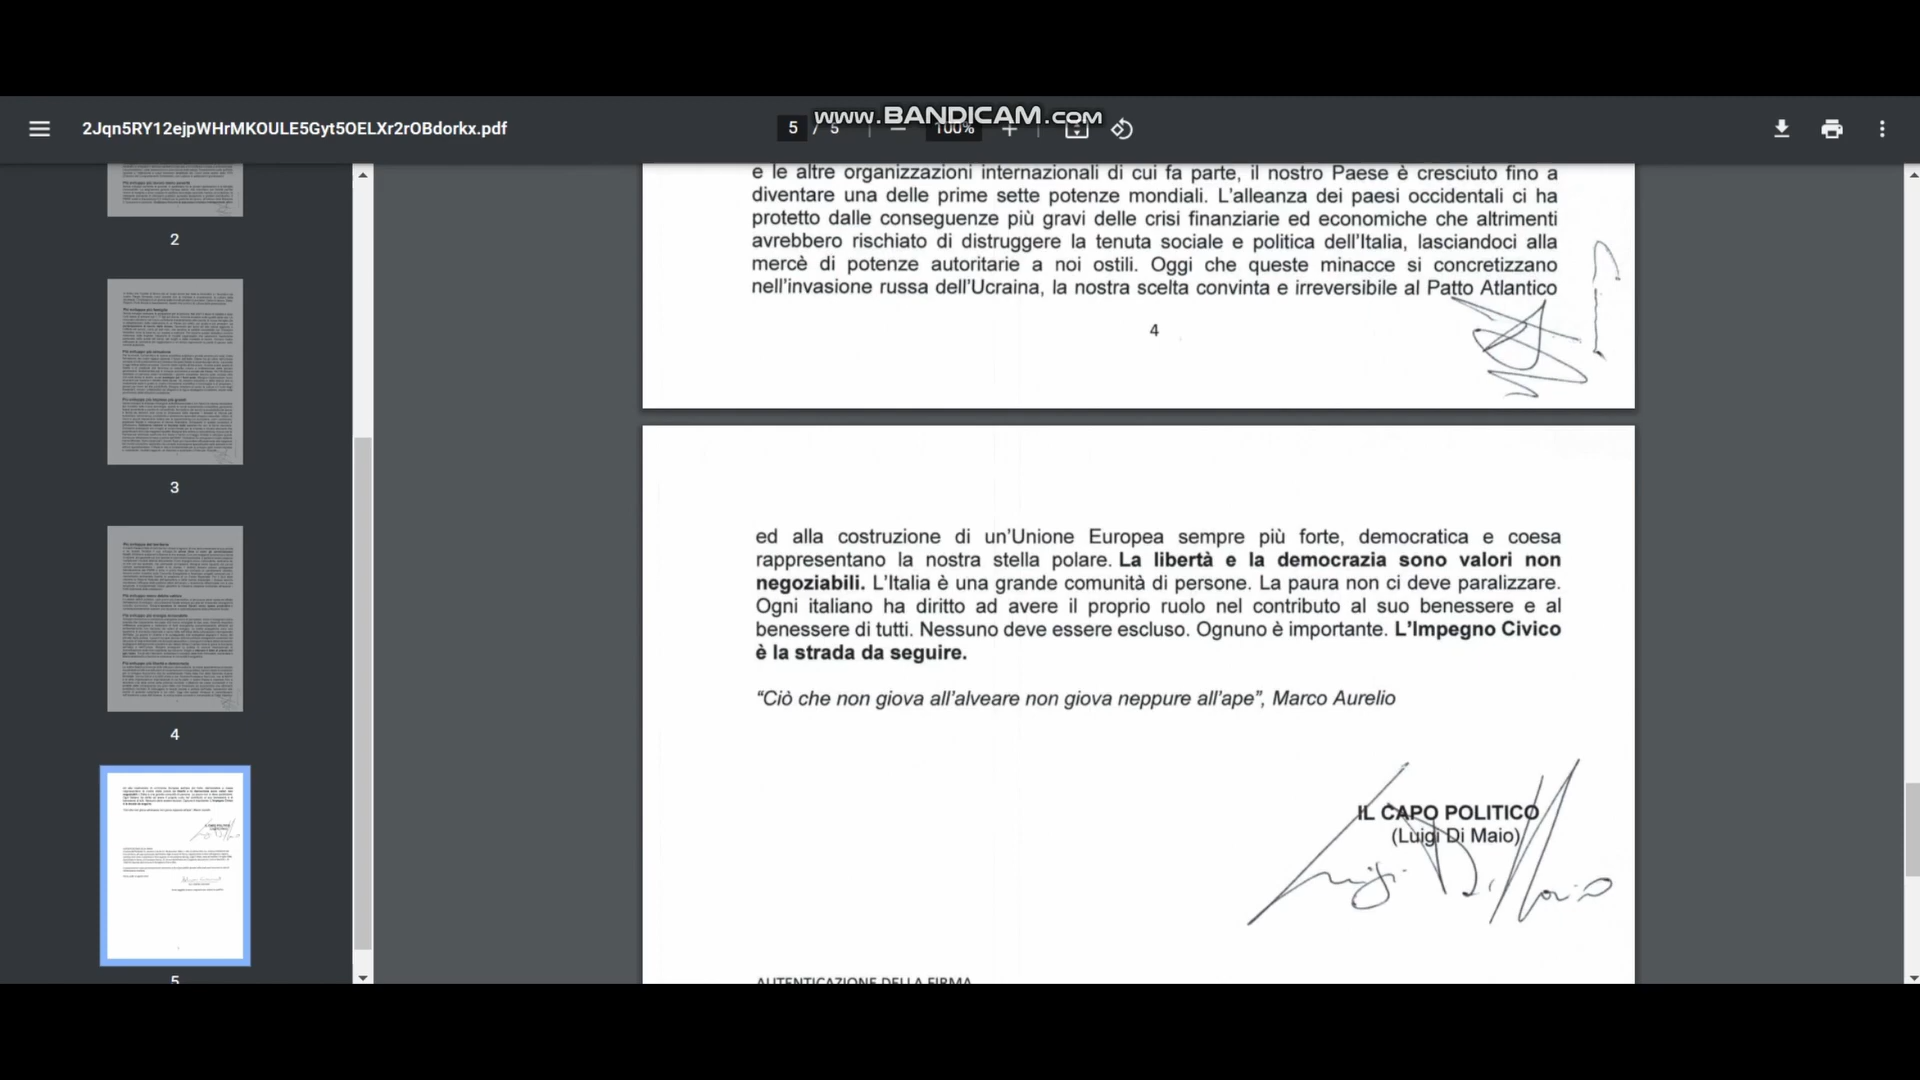 www.BANDICAM.com
2Jqn5RY12ejpWHrMKOULE5Gyt5OELXr2rOBdorkx.pdf
5 / 5
100%
2
3
4
5
e le altre organizzazioni internazionali di cui fa parte, il nostro Paese è cresciuto fino a
diventare una delle prime sette potenze mondiali. L’alleanza dei paesi occidentali ci ha
protetto dalle conseguenze più gravi delle crisi finanziarie ed economiche che altrimenti
avrebbero rischiato di distruggere la tenuta sociale e politica dell’Italia, lasciandoci alla
mercè di potenze autoritarie a noi ostili. Oggi che queste minacce si concretizzano
nell’invasione russa dell’Ucraina, la nostra scelta convinta e irreversibile al Patto Atlantico
4
ed alla costruzione di un’Unione Europea sempre più forte, democratica e coesa
rappresentano la nostra stella polare. La libertà e la democrazia sono valori non
negoziabili. L’Italia è una grande comunità di persone. La paura non ci deve paralizzare.
Ogni italiano ha diritto ad avere il proprio ruolo nel contributo al suo benessere e al
benessere di tutti. Nessuno deve essere escluso. Ognuno è importante. L’Impegno Civico
è la strada da seguire.
“Ciò che non giova all’alveare non giova neppure all’ape”, Marco Aurelio
IL CAPO POLITICO
(Luigi Di Maio)
Luigi Di Maio
AUTENTICAZIONE DELLA FIRMA